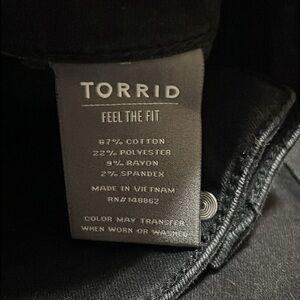 TORRID
FEEL THE FIT
67% COTTON
22% POLYESTER
9% RAYON
2% SPANDEX
MADE IN VIETNAM
RN# 148862
COLOR MAY TRANSFER
WHEN WORN OR WASHED